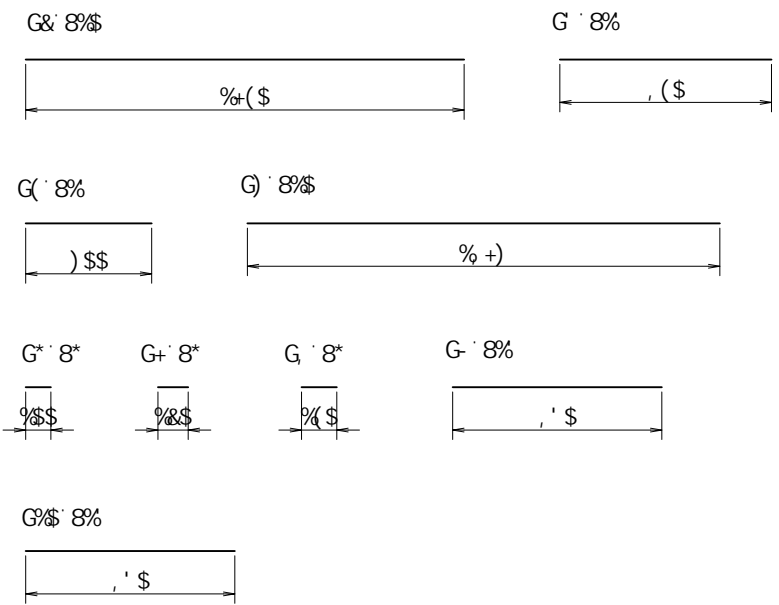 G&˙8%$ G'˙8%'
%+($ ,($
G(˙8%' G)˙8%$
)$$ %,+)
G*˙8* G+˙8* G,˙8* G-˙8%'
%$$ %&$ %($ ,'$
G%$˙8%'
,'$